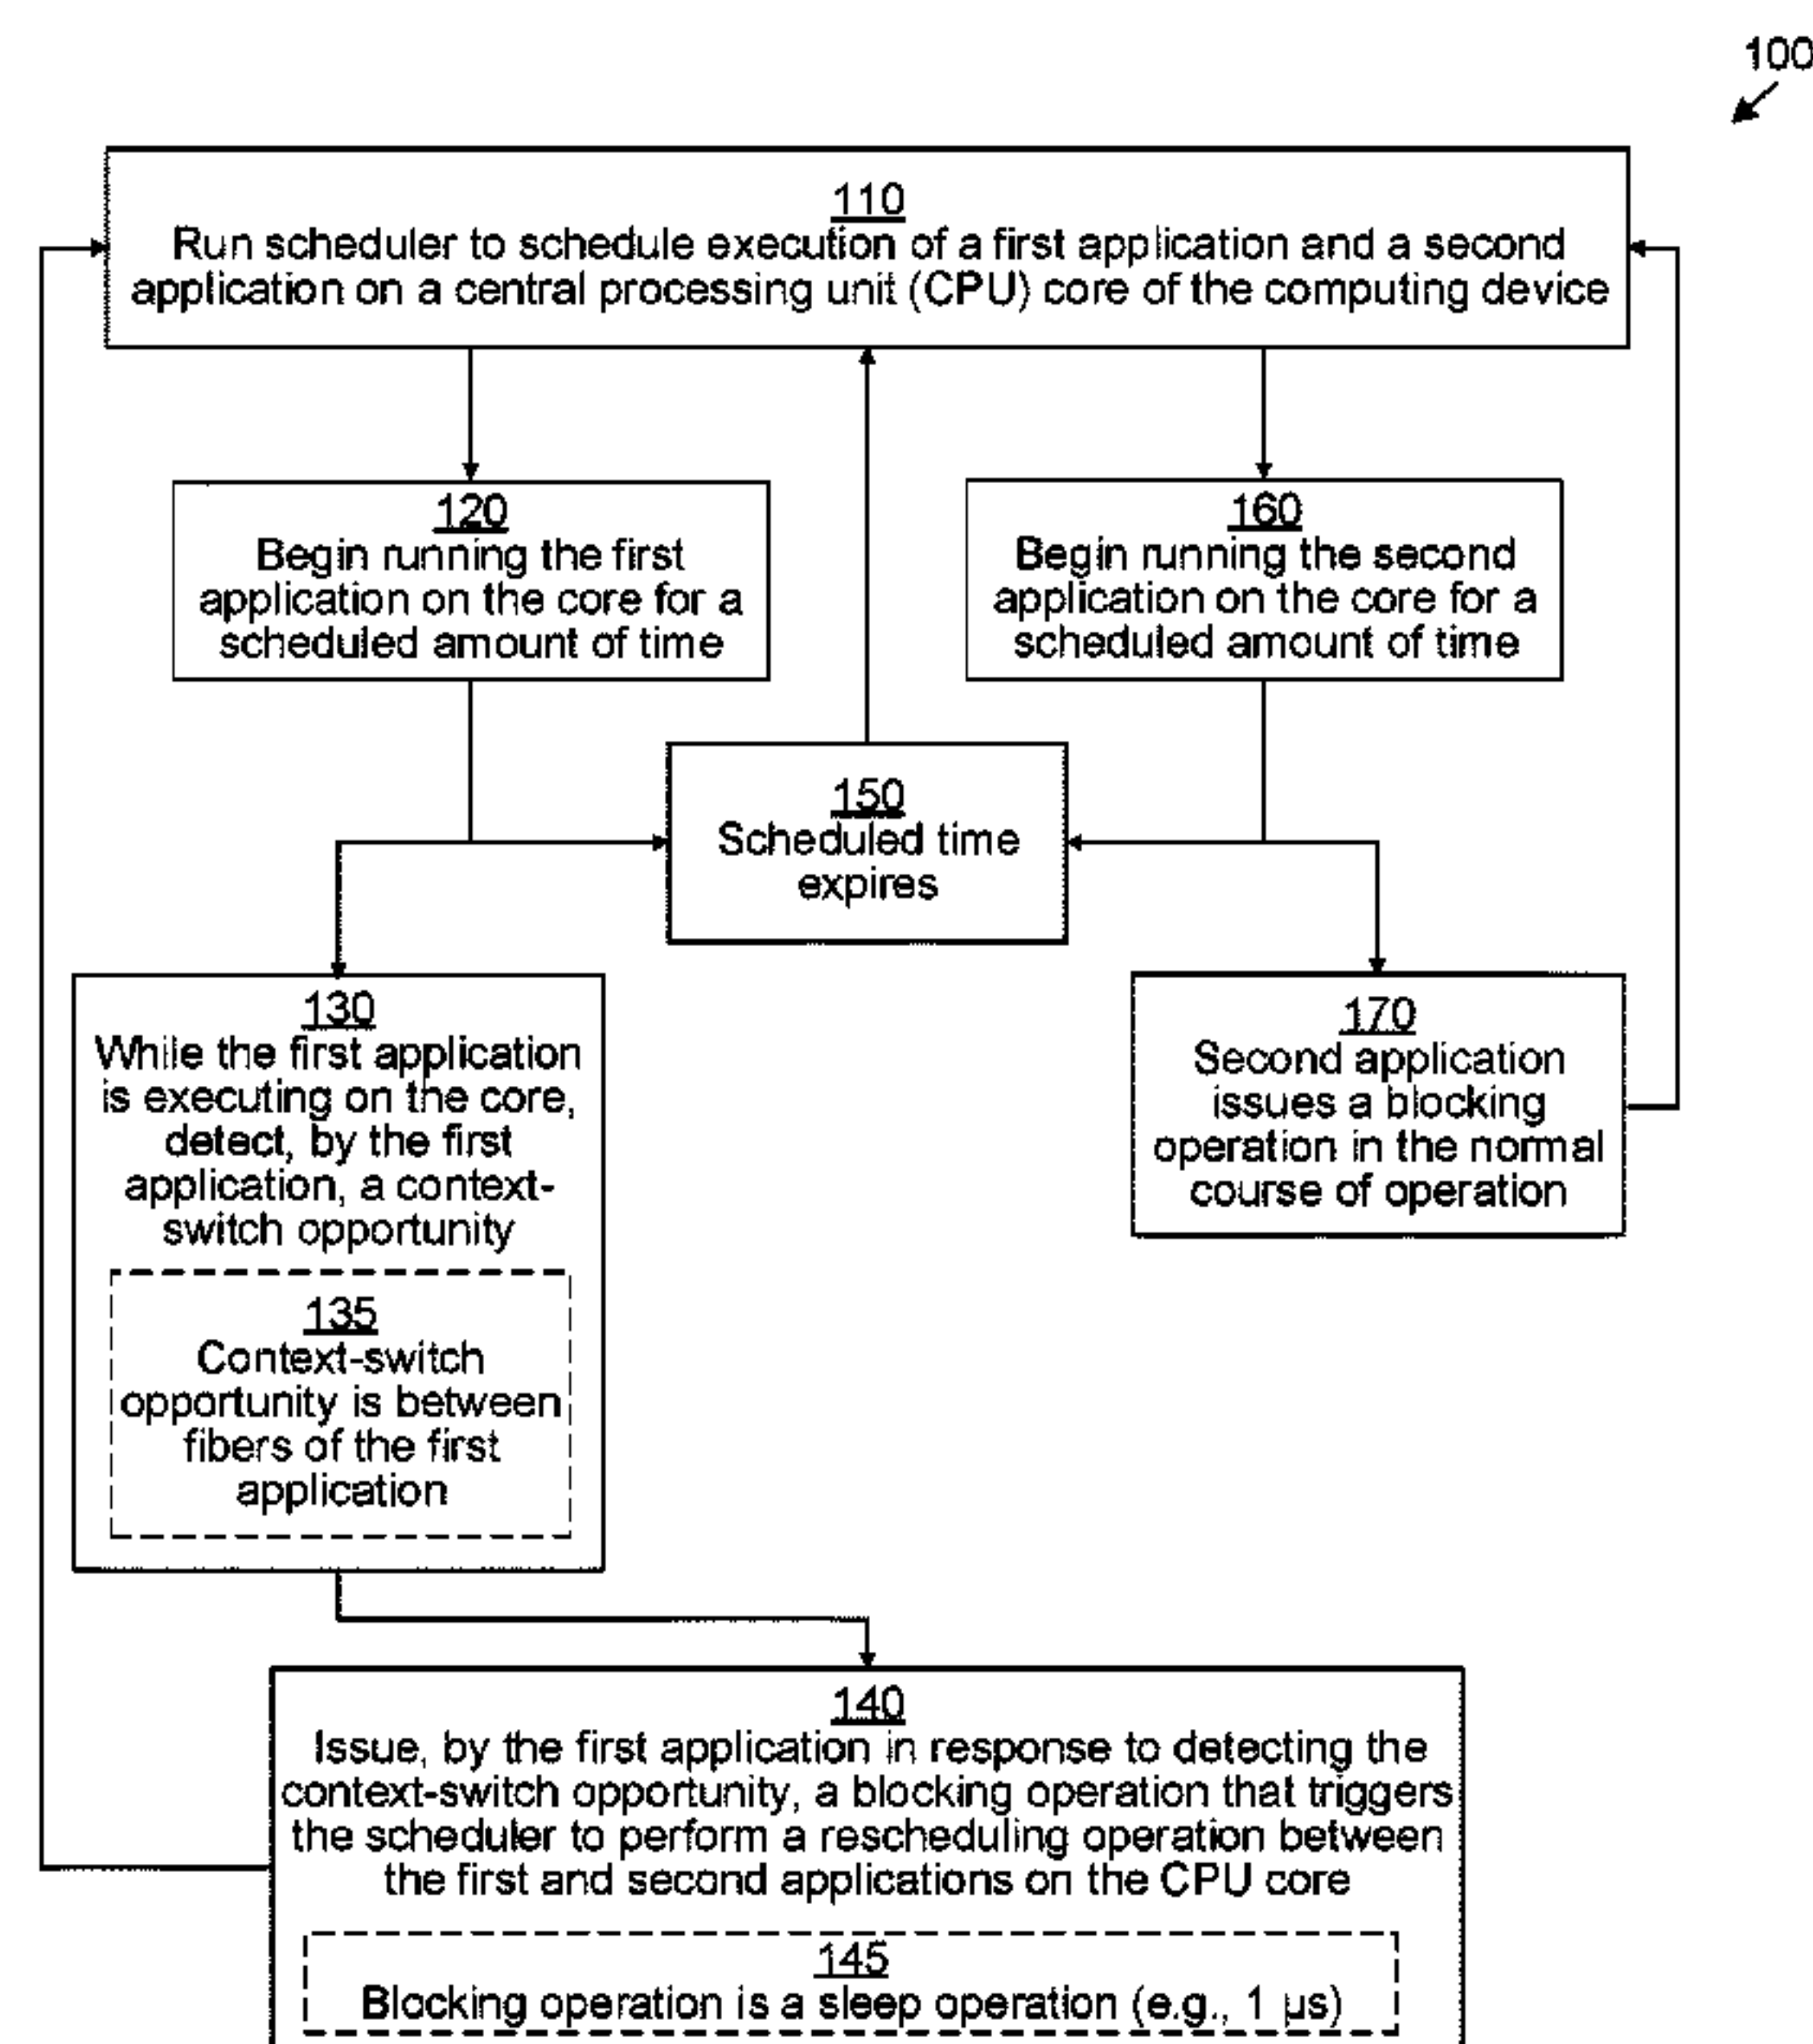 100
110
Run scheduler to schedule execution of a first application and a second
application on a central processing unit (CPU) core of the computing device
120
Begin running the first
application on the core for a
scheduled amount of time
160
Begin running the second
application on the core for a
scheduled amount of time
150
Scheduled time
expires
130
While the first application
is executing on the core,
detect, by the first
application, a context-
switch opportunity
135
Context-switch
opportunity is between
fibers of the first
application
170
Second application
issues a blocking
operation in the normal
course of operation
140
Issue, by the first application in response to detecting the
context-switch opportunity, a blocking operation that triggers
the scheduler to perform a rescheduling operation between
the first and second applications on the CPU core
145
Blocking operation is a sleep operation (e.g., 1 µs)